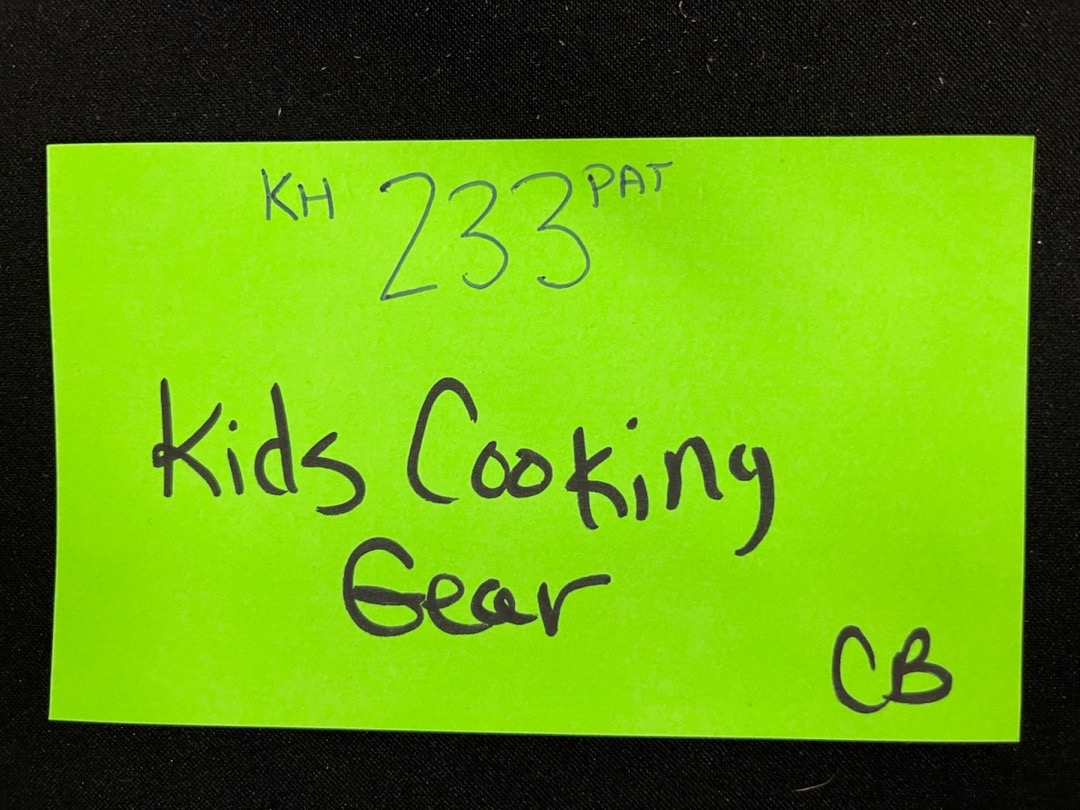 KH 233 PAT
Kids Cooking
Gear
CB